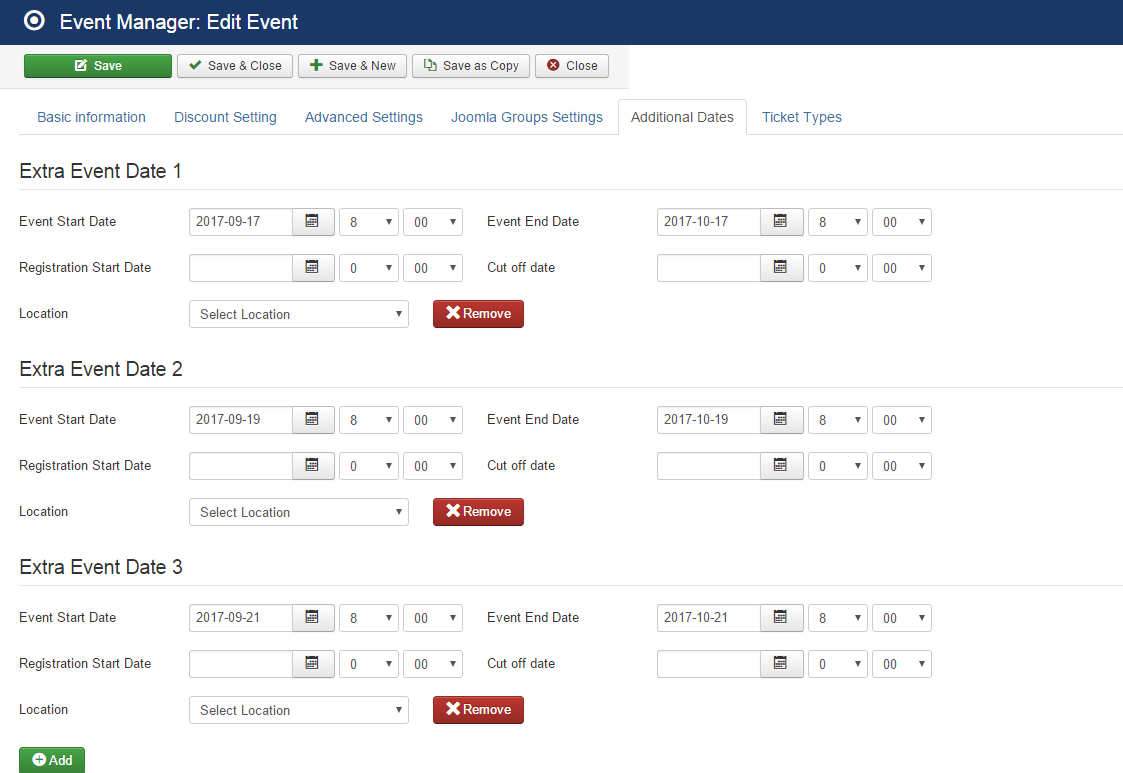 Event Manager: Edit Event
Save Save & Close Save & New Save as Copy Close
Basic information Discount Setting Advanced Settings Joomla Groups Settings Additional Dates Ticket Types
Extra Event Date 1
Event Start Date 2017-09-17 8 00 Event End Date 2017-10-17 8 00
Registration Start Date 0 00 Cut off date 0 00
Location Select Location Remove
Extra Event Date 2
Event Start Date 2017-09-19 8 00 Event End Date 2017-10-19 8 00
Registration Start Date 0 00 Cut off date 0 00
Location Select Location Remove
Extra Event Date 3
Event Start Date 2017-09-21 8 00 Event End Date 2017-10-21 8 00
Registration Start Date 0 00 Cut off date 0 00
Location Select Location Remove
Add